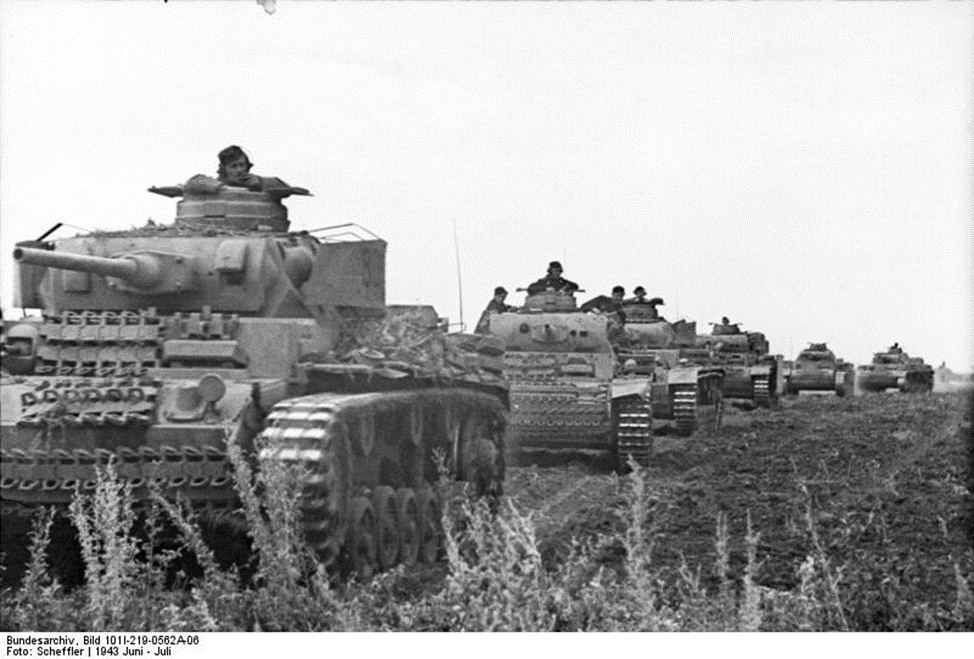 Bundesarchiv, Bild 101I-219-0562A-06
Foto: Scheffler | 1943 Juni - Juli